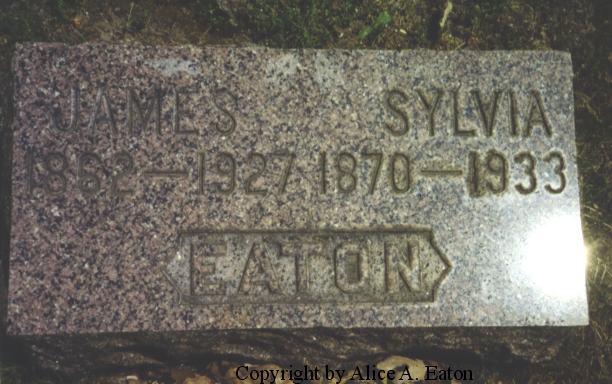 JAMES SYLVIA
1862—1927 1870—1933
EATON
Copyright by Alice A. Eaton